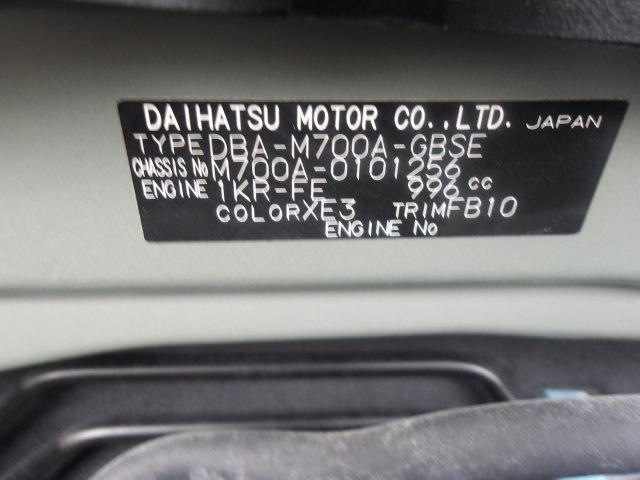 DAIHATSU MOTOR CO.,LTD. JAPAN
TYPE DBA-M700A-GBSE
CHASSIS No M700A-0101256
ENGINE 1KR-FE 996 cc
COLOR XE3 TRIM FB10
ENGINE No